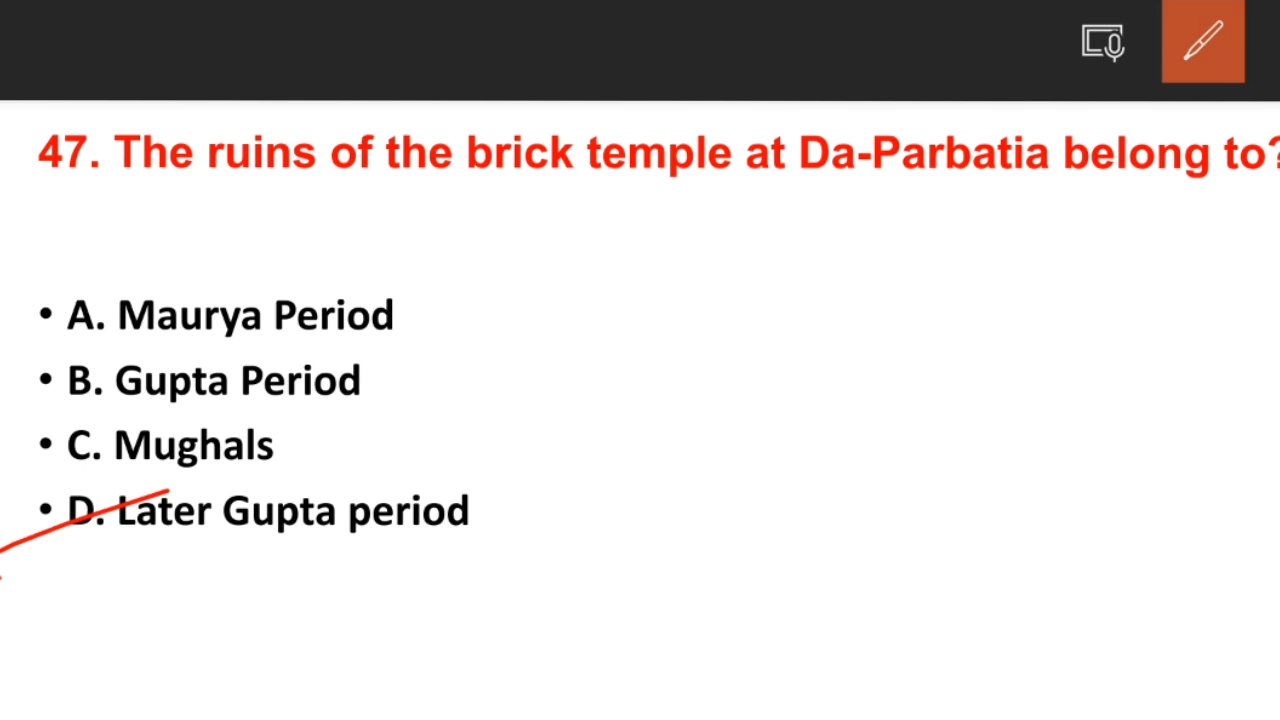 47. The ruins of the brick temple at Da-Parbatia belong to?
• A. Maurya Period
• B. Gupta Period
• C. Mughals
• D. Later Gupta period